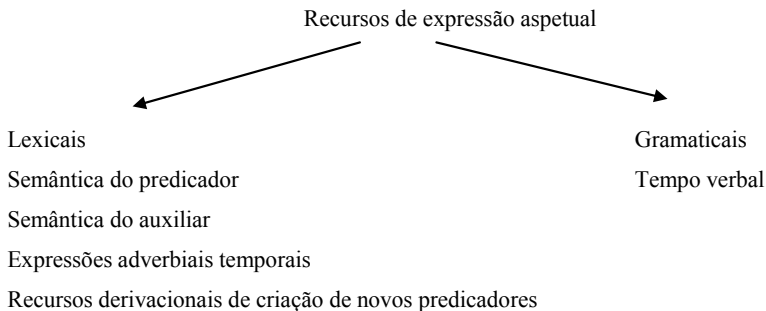 Recursos de expressão aspetual
Lexicais
Semântica do predicador
Semântica do auxiliar
Expressões adverbiais temporais
Recursos derivacionais de criação de novos predicadores
Gramaticais
Tempo verbal